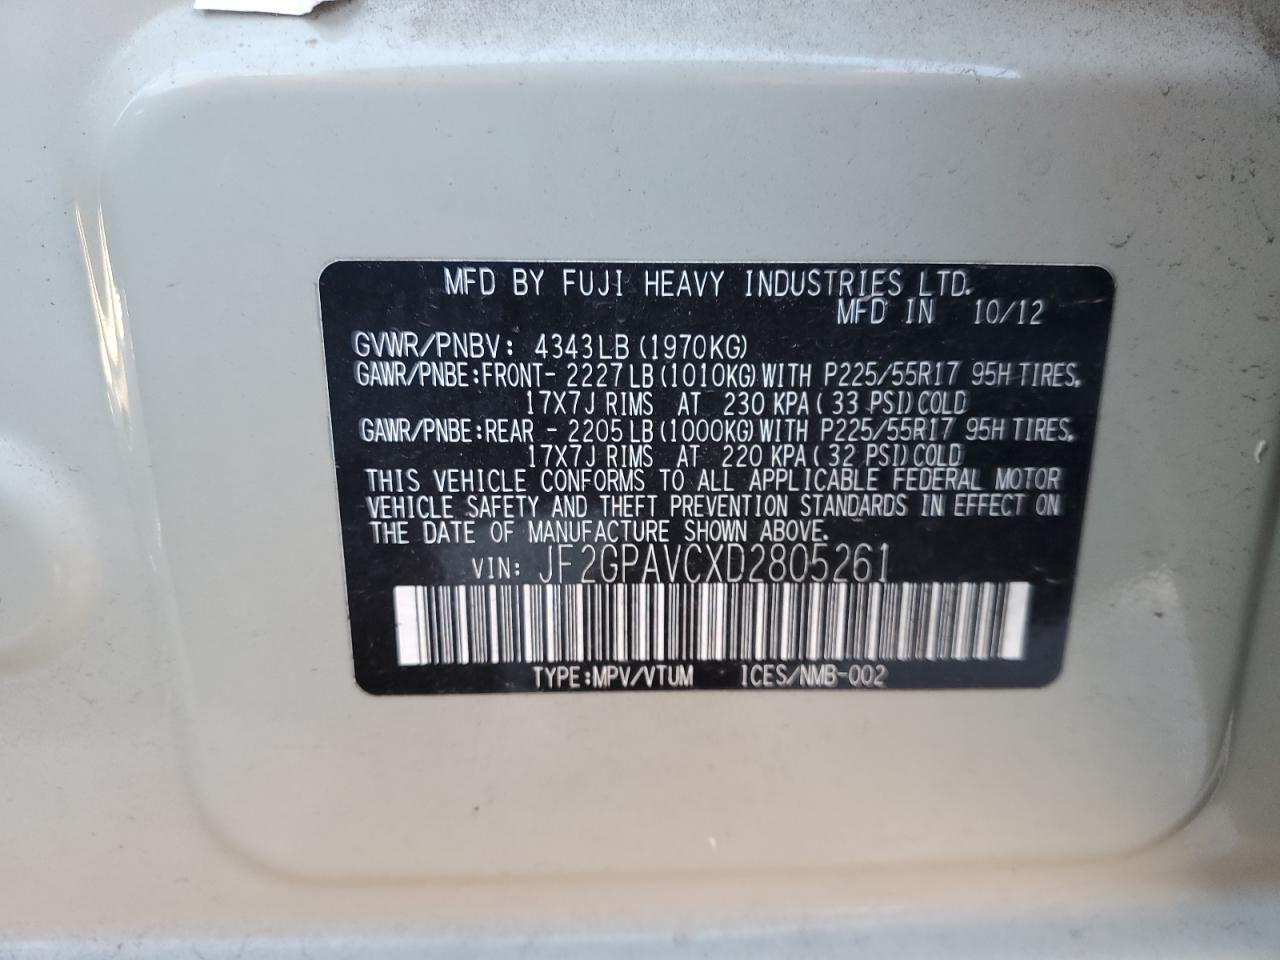 MFD BY FUJI HEAVY INDUSTRIES LTD.
MFD IN 10/12
GVWR/PNBV: 4343LB(1970KG)
GAWR/PNBE:FRONT- 2227LB(1010KG)WITH P225/55R17 95H TIRES,
17X7J RIMS AT 230 KPA(33 PSI)COLD
GAWR/PNBE:REAR - 2205LB(1000KG)WITH P225/55R17 95H TIRES,
17X7J RIMS AT 220 KPA(32 PSI)COLD
THIS VEHICLE CONFORMS TO ALL APPLICABLE FEDERAL MOTOR
VEHICLE SAFETY AND THEFT PREVENTION STANDARDS IN EFFECT ON
THE DATE OF MANUFACTURE SHOWN ABOVE.
VIN: JF2GPAVCXD2805261
TYPE:MPV/VTUM ICES/NMB-002